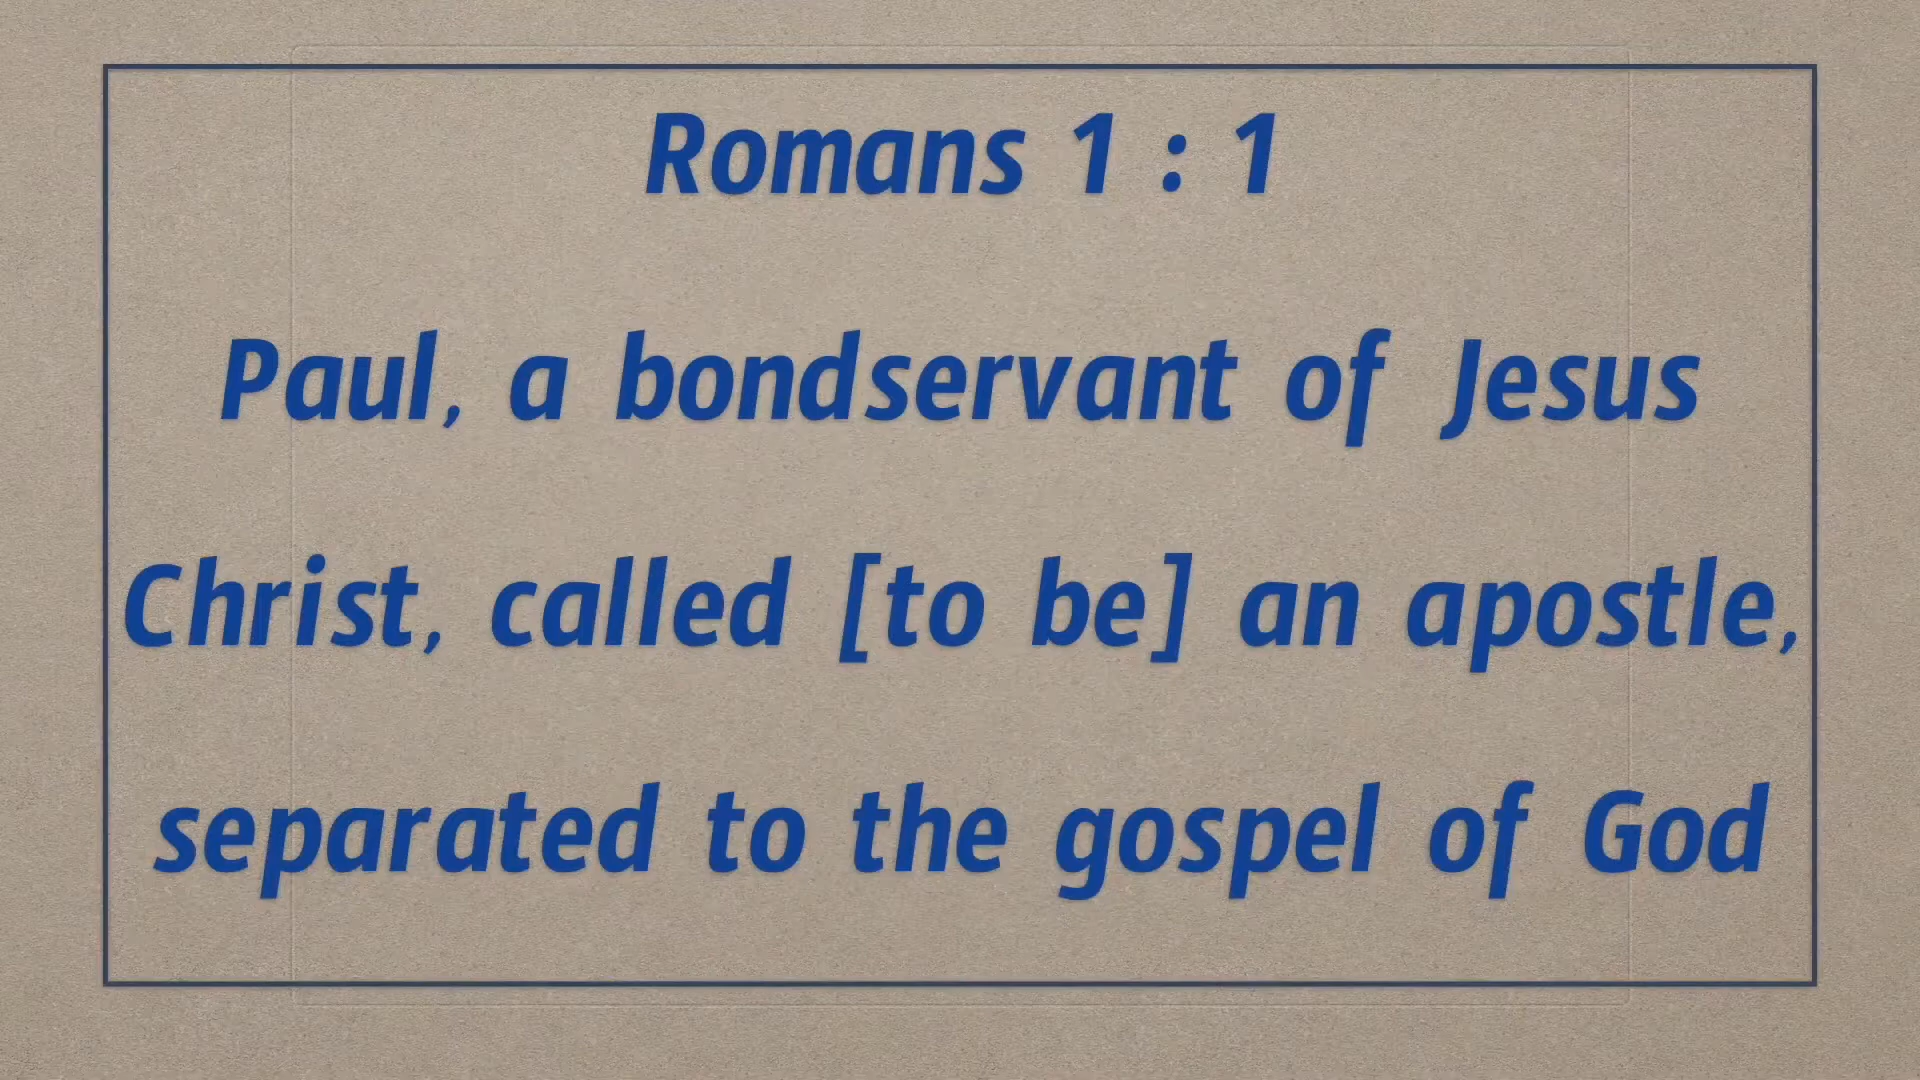 Romans 1 : 1
Paul, a bondservant of Jesus
Christ, called [to be] an apostle,
separated to the gospel of God